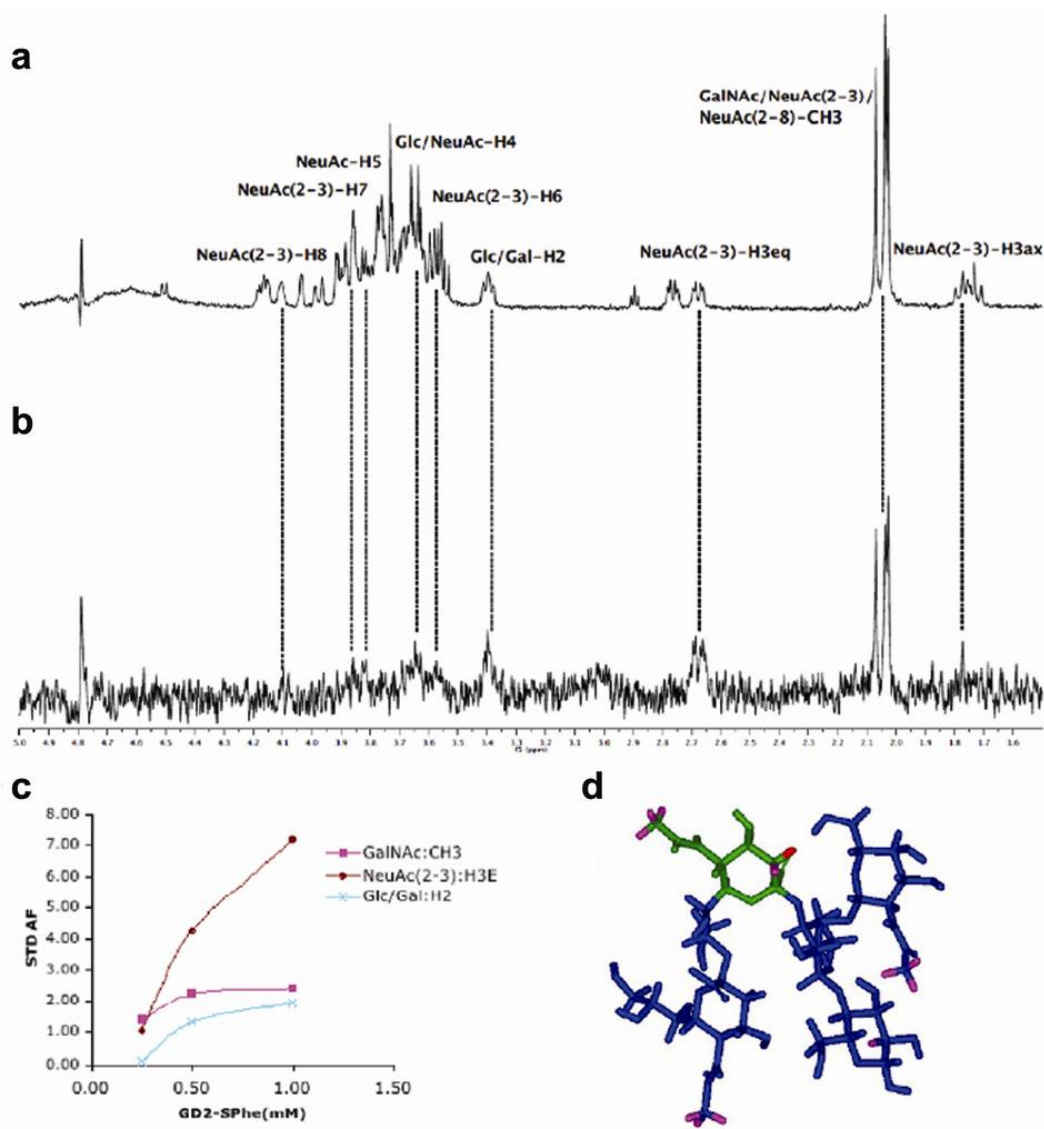 a
GalNAc/NeuAc(2-3)/
NeuAc(2-8)-CH3
Glc/NeuAc-H4
NeuAc-H5
NeuAc(2-3)-H7
NeuAc(2-3)-H6
NeuAc(2-3)-H8
Glc/Gal-H2
NeuAc(2-3)-H3eq
NeuAc(2-3)-H3ax
b
5.0 4.9 4.8 4.7 4.6 4.5 4.4 4.3 4.2 4.1 4.0 3.9 3.8 3.7 3.6 3.5 3.4 3.3 3.2 3.1 3.0 2.9 2.8 2.7 2.6 2.5 2.4 2.3 2.2 2.1 2.0 1.9 1.8 1.7 1.6
(ppm)
c
8.00
7.00
6.00
5.00
4.00
3.00
2.00
1.00
0.00
STD AF
GalNAc:CH3
NeuAc(2-3):H3E
Glc/Gal:H2
0.00 0.50 1.00 1.50
GD2-SPhe(mM)
d